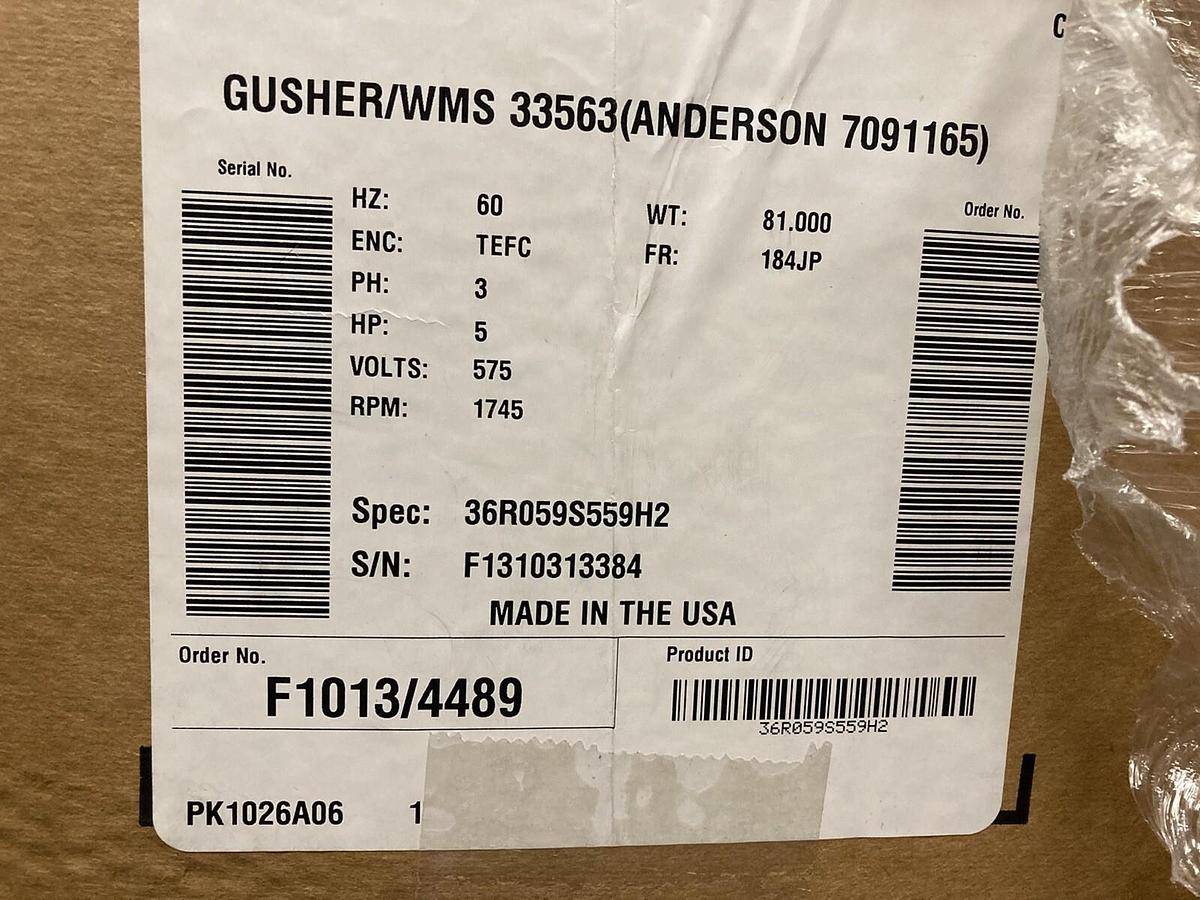 C
GUSHER/WMS 33563(ANDERSON 7091165)
Serial No.
Order No.
HZ: 60
WT: 81.000
ENC: TEFC
FR: 184JP
PH: 3
HP: 5
VOLTS: 575
RPM: 1745
Spec: 36R059S559H2
S/N: F1310313384
MADE IN THE USA
Order No.
F1013/4489
Product ID
36R059S559H2
PK1026A06 1